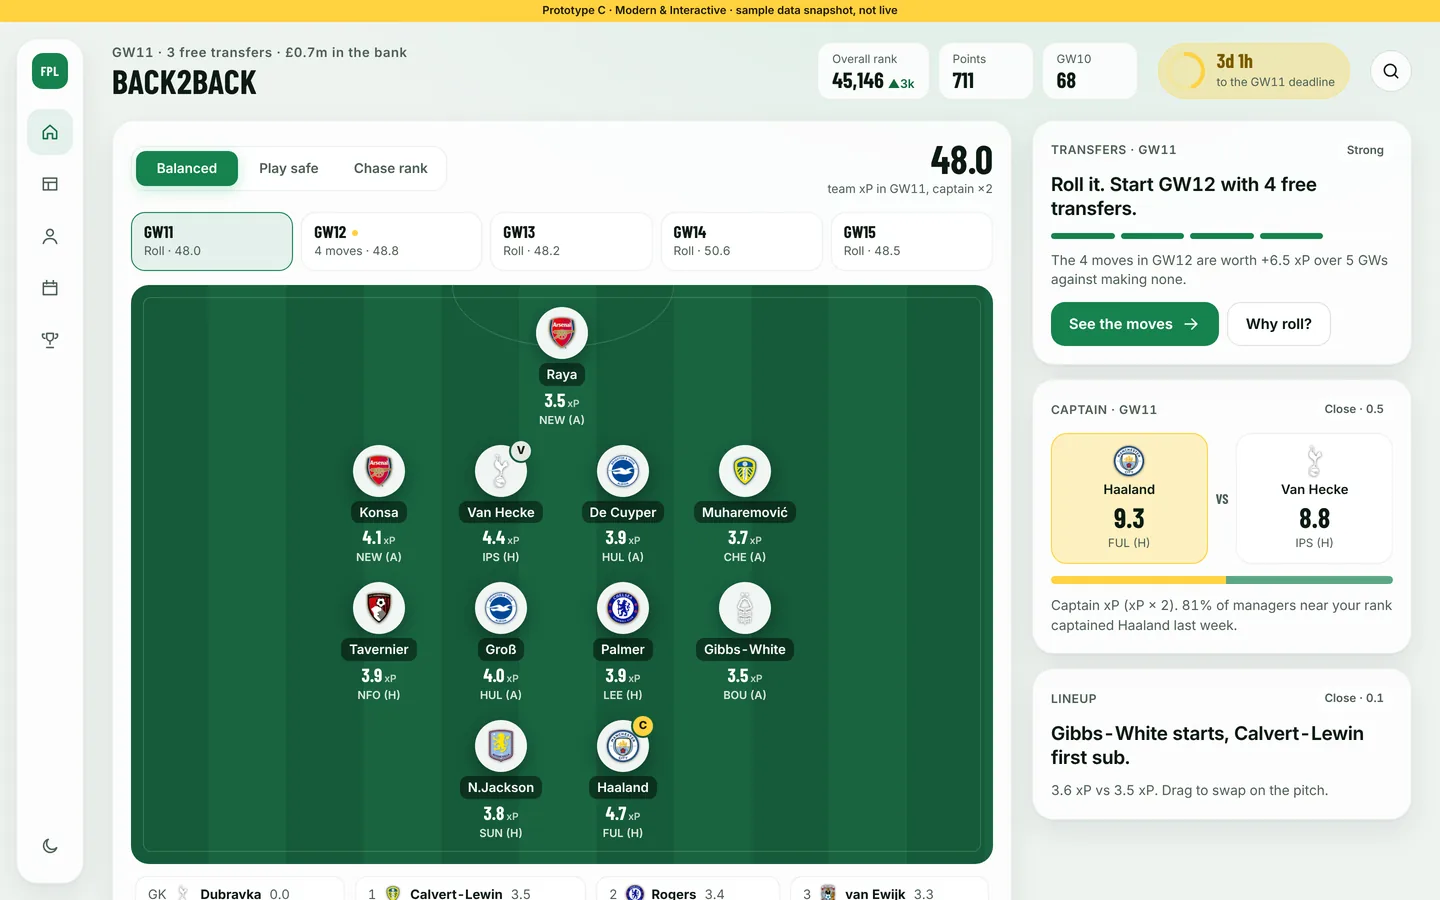 Prototype C · Modern & Interactive · sample data snapshot, not live
FPL
GW11 · 3 free transfers · £0.7m in the bank
BACK2BACK
Overall rank
45,146 ▲3k
Points
711
GW10
68
3d 1h
to the GW11 deadline
Balanced
Play safe
Chase rank
48.0
team xP in GW11, captain ×2
GW11
Roll · 48.0
GW12
4 moves · 48.8
GW13
Roll · 48.2
GW14
Roll · 50.6
GW15
Roll · 48.5
Arsenal
Raya
3.5 xP
NEW (A)
Arsenal
Konsa
4.1 xP
NEW (A)
V
Van Hecke
4.4 xP
IPS (H)
De Cuyper
3.9 xP
HUL (A)
Muharemović
3.7 xP
CHE (A)
Tavernier
3.9 xP
NFO (H)
Groß
4.0 xP
HUL (A)
Palmer
3.9 xP
LEE (H)
Gibbs-White
3.5 xP
BOU (A)
N.Jackson
3.8 xP
SUN (H)
C
Haaland
4.7 xP
FUL (H)
GK Dubravka 0.0
1 Calvert-Lewin 3.5
2 Rogers 3.4
3 van Ewijk 3.3
TRANSFERS · GW11
Strong
Roll it. Start GW12 with 4 free
transfers.
The 4 moves in GW12 are worth +6.5 xP over 5 GWs
against making none.
See the moves →
Why roll?
CAPTAIN · GW11
Close · 0.5
Haaland
9.3
FUL (H)
VS
Van Hecke
8.8
IPS (H)
Captain xP (xP × 2). 81% of managers near your rank
captained Haaland last week.
LINEUP
Close · 0.1
Gibbs-White starts, Calvert-Lewin
first sub.
3.6 xP vs 3.5 xP. Drag to swap on the pitch.